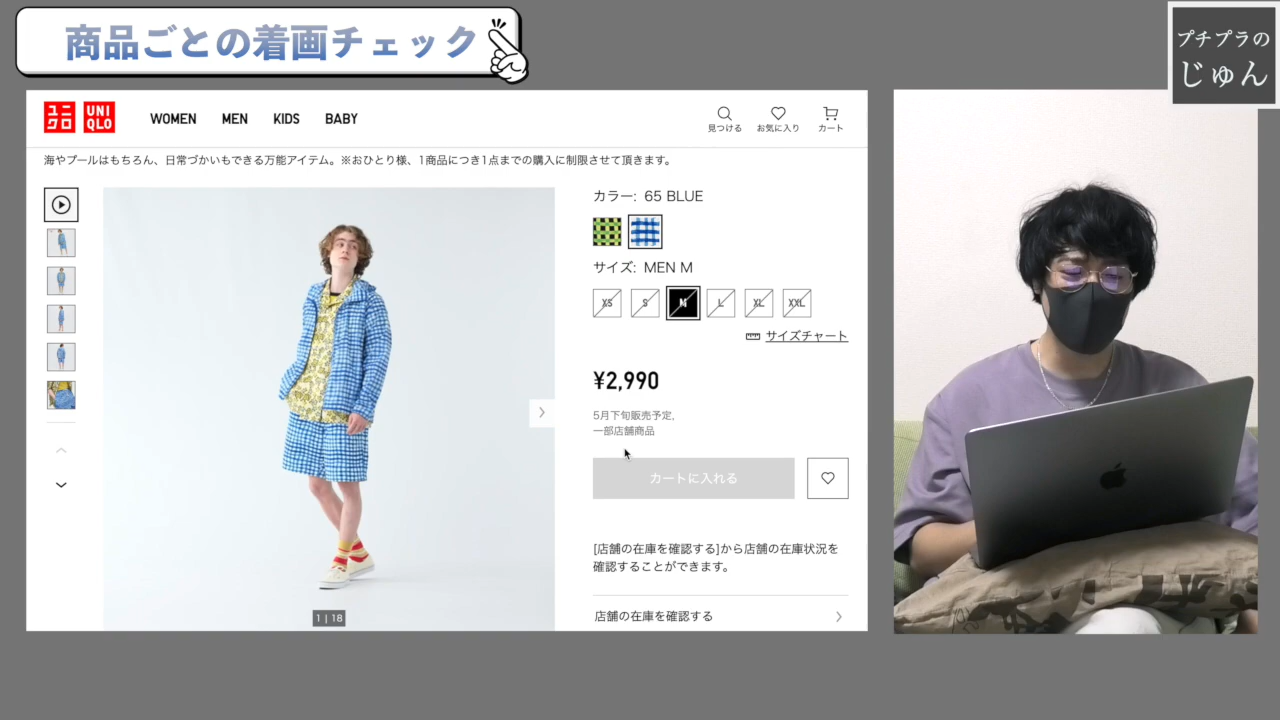 商品ごとの着画チェック
プチプラの
じゅん
ユニ
クロ
UNI
QLO
WOMEN
MEN
KIDS
BABY
見つける
お気に入り
カート
海やプールはもちろん、日常づかいもできる万能アイテム。※おひとり様、1商品につき1点までの購入に制限させて頂きます。
カラー: 65 BLUE
サイズ: MEN M
XS
S
M
L
XL
XXL
サイズチャート
¥2,990
5月下旬販売予定,
一部店舗商品
カートに入れる
[店舗の在庫を確認する]から店舗の在庫状況を
確認することができます。
店舗の在庫を確認する
1 | 18